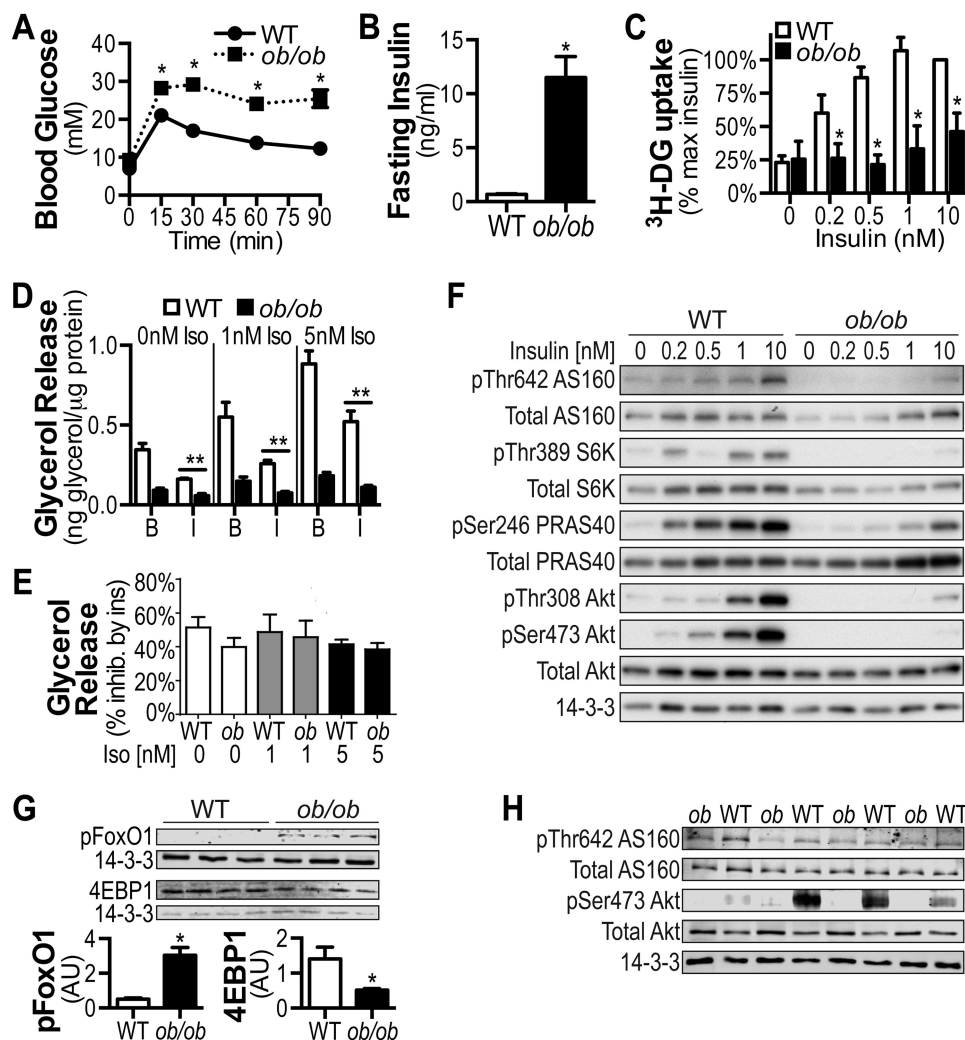 A
WT
ob/ob
Blood Glucose
(mM)
40
30
20
10
0
* * * *
0 15 30 45 60 75 90
Time (min)
B
Fasting Insulin
(ng/ml)
15
10
5
0
*
WT ob/ob
C
WT
ob/ob
³H-DG uptake
(% max insulin)
100%
75%
50%
25%
0%
* * * *
0 0.2 0.5 1 10
Insulin (nM)
D
WT ob/ob
0nM Iso 1nM Iso 5nM Iso
Glycerol Release
(ng glycerol/µg protein)
1.0
0.5
0.0
** ** **
B I B I B I
E
Glycerol
Release
(% inhib. by ins)
80%
60%
40%
20%
0%
WT ob WT ob WT ob
Iso [nM] 0 0 1 1 5 5
F
WT ob/ob
Insulin [nM] 0 0.2 0.5 1 10 0 0.2 0.5 1 10
pThr642 AS160
Total AS160
pThr389 S6K
Total S6K
pSer246 PRAS40
Total PRAS40
pThr308 Akt
pSer473 Akt
Total Akt
14-3-3
G
WT ob/ob
pFoxO1
14-3-3
4EBP1
14-3-3
pFoxO1
(AU)
4
2
0
*
WT ob/ob
4EBP1
(AU)
2
1
0
*
WT ob/ob
H
ob WT ob WT ob WT ob WT
pThr642 AS160
Total AS160
pSer473 Akt
Total Akt
14-3-3